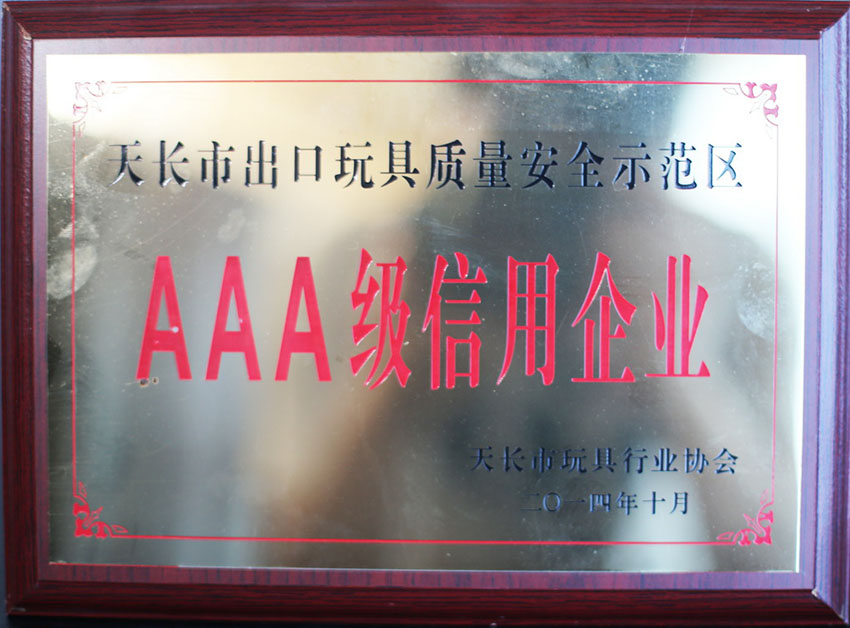 天长市出口玩具质量安全示范区
AAA级信用企业
天长市玩具行业协会
二〇一四年十月